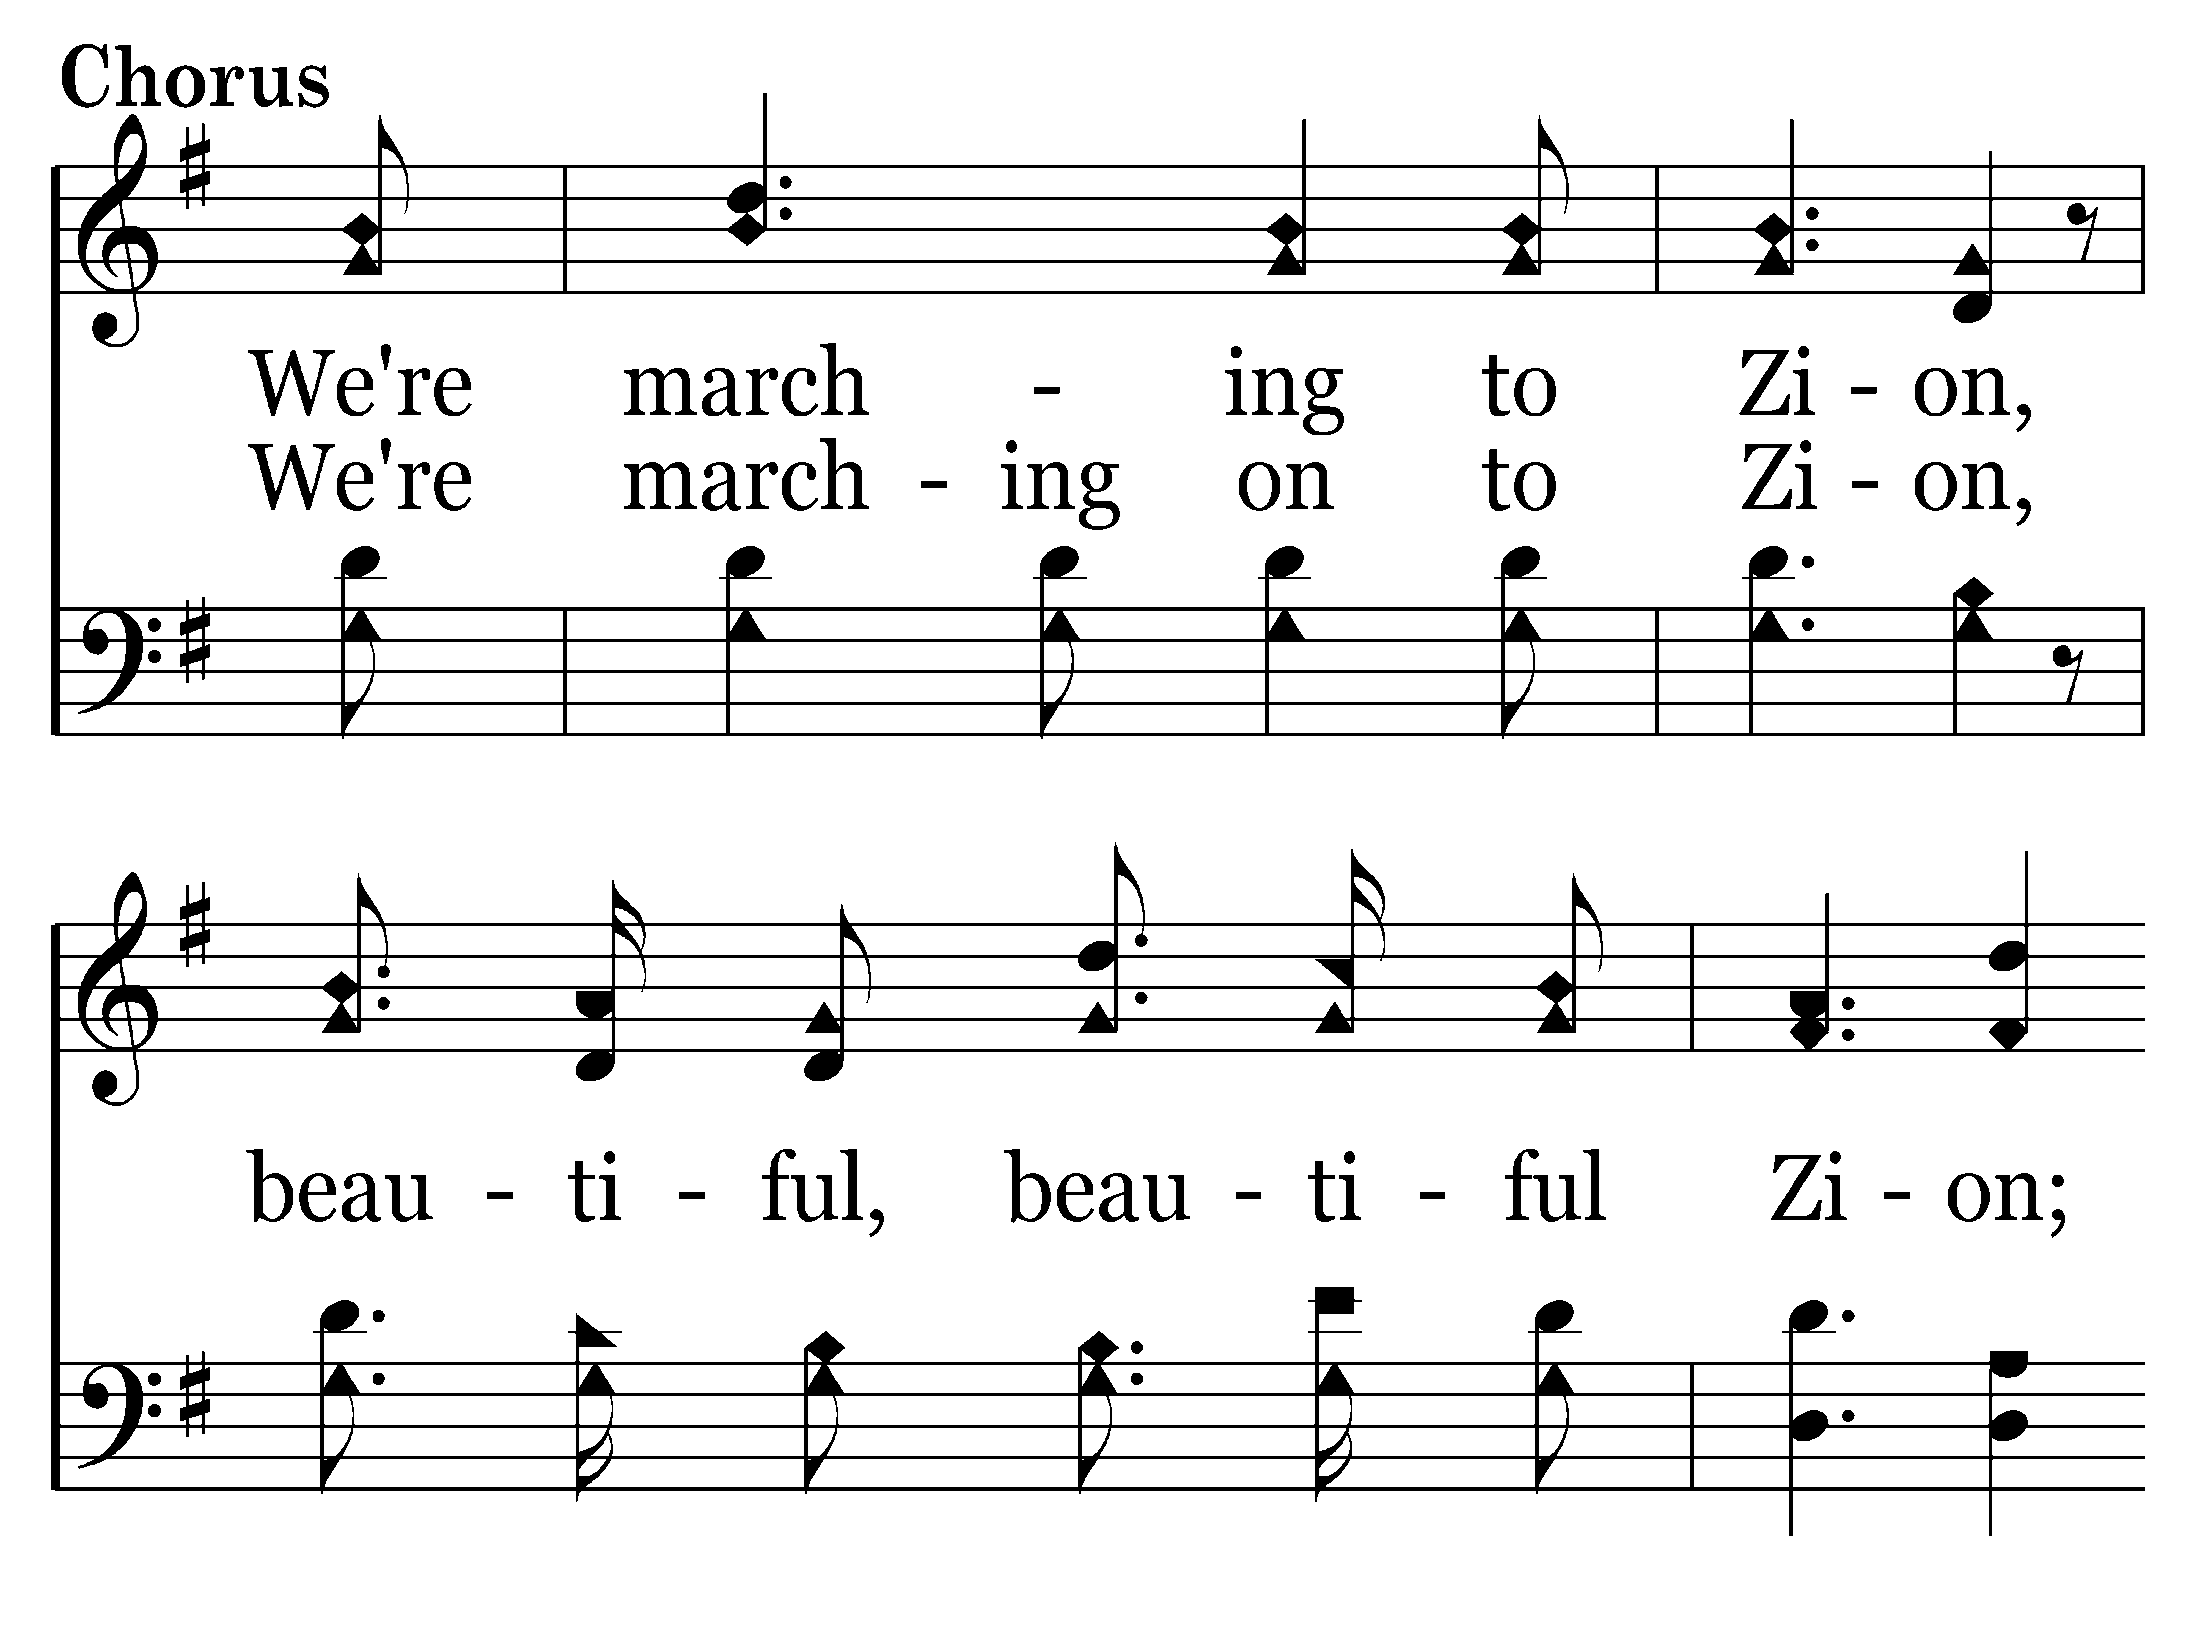 Chorus
We're march - ing to Zi - on,
We're march - ing on to Zi - on,
beau - ti - ful, beau - ti - ful Zi - on;